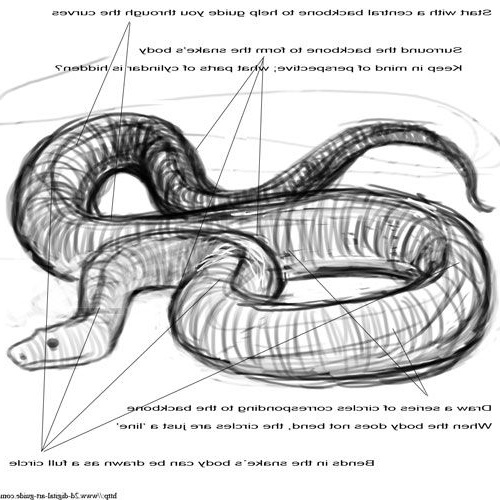 Start with a central backbone to help guide you through the curves
Surround the backbone to form the snake's body
Keep in mind of perspective; what parts of cylindar is hidden?
Draw a series of circles corresponding to the backbone
When the body does not bend, the circles are just a 'line'
Bends in the snake's body can be drawn as a full circle
http:\\www.2d-digital-art-guide.com